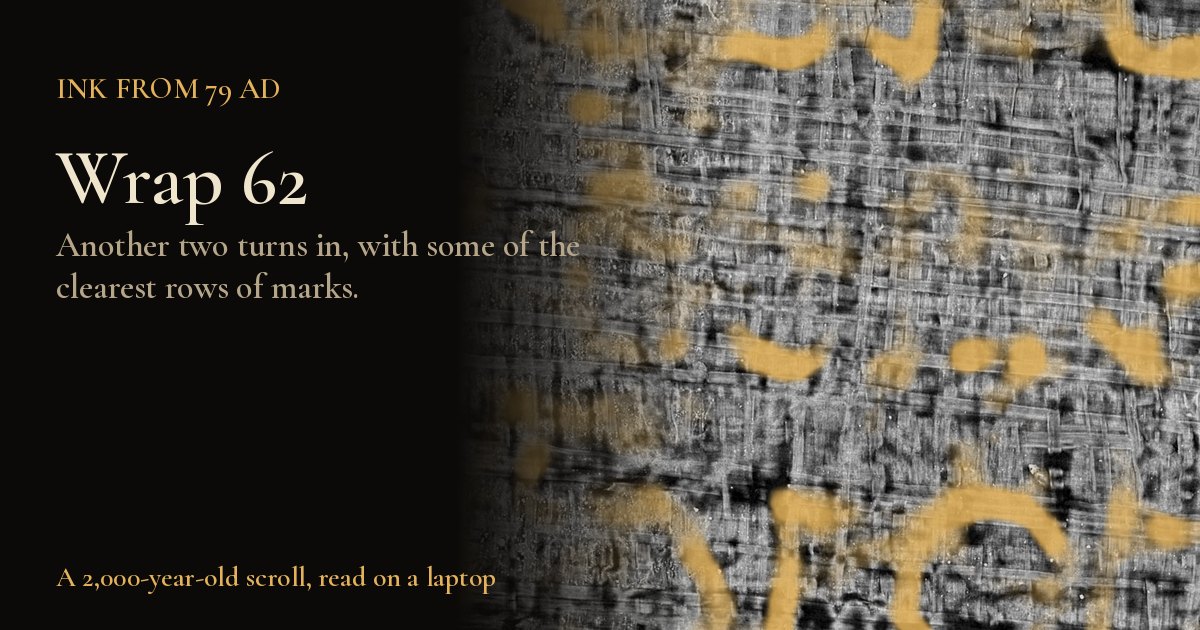 INK FROM 79 AD
Wrap 62
Another two turns in, with some of the
clearest rows of marks.
A 2,000-year-old scroll, read on a laptop